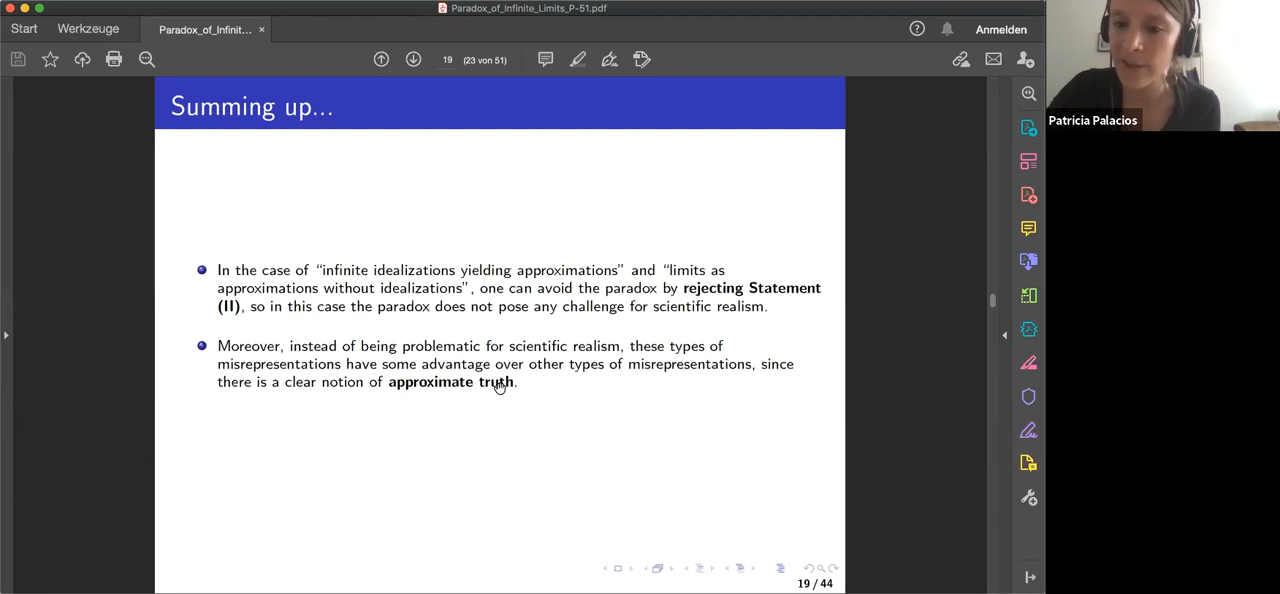 Paradox_of_Infinite_Limits_P-51.pdf
Start
Werkzeuge
Paradox_of_Infinit... ×
Anmelden
19 (23 von 51)
Patricia Palacios
Summing up...
In the case of “infinite idealizations yielding approximations” and “limits as
approximations without idealizations”, one can avoid the paradox by rejecting Statement
(II), so in this case the paradox does not pose any challenge for scientific realism.
Moreover, instead of being problematic for scientific realism, these types of
misrepresentations have some advantage over other types of misrepresentations, since
there is a clear notion of approximate truth.
19 / 44